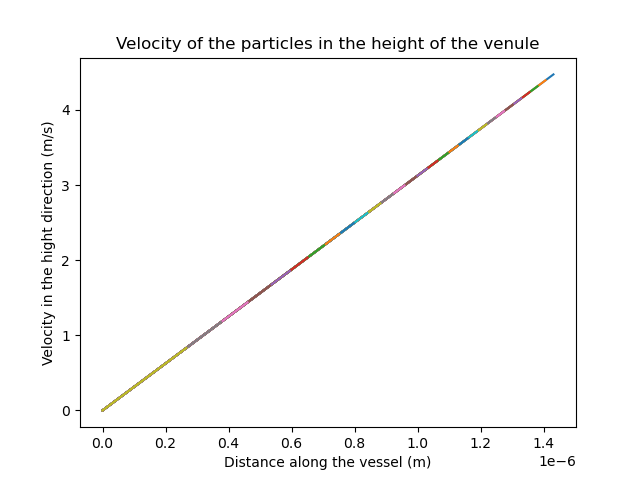 Velocity of the particles in the height of the venule
Velocity in the hight direction (m/s)
4
3
2
1
0
0.0 0.2 0.4 0.6 0.8 1.0 1.2 1.4
1e−6
Distance along the vessel (m)